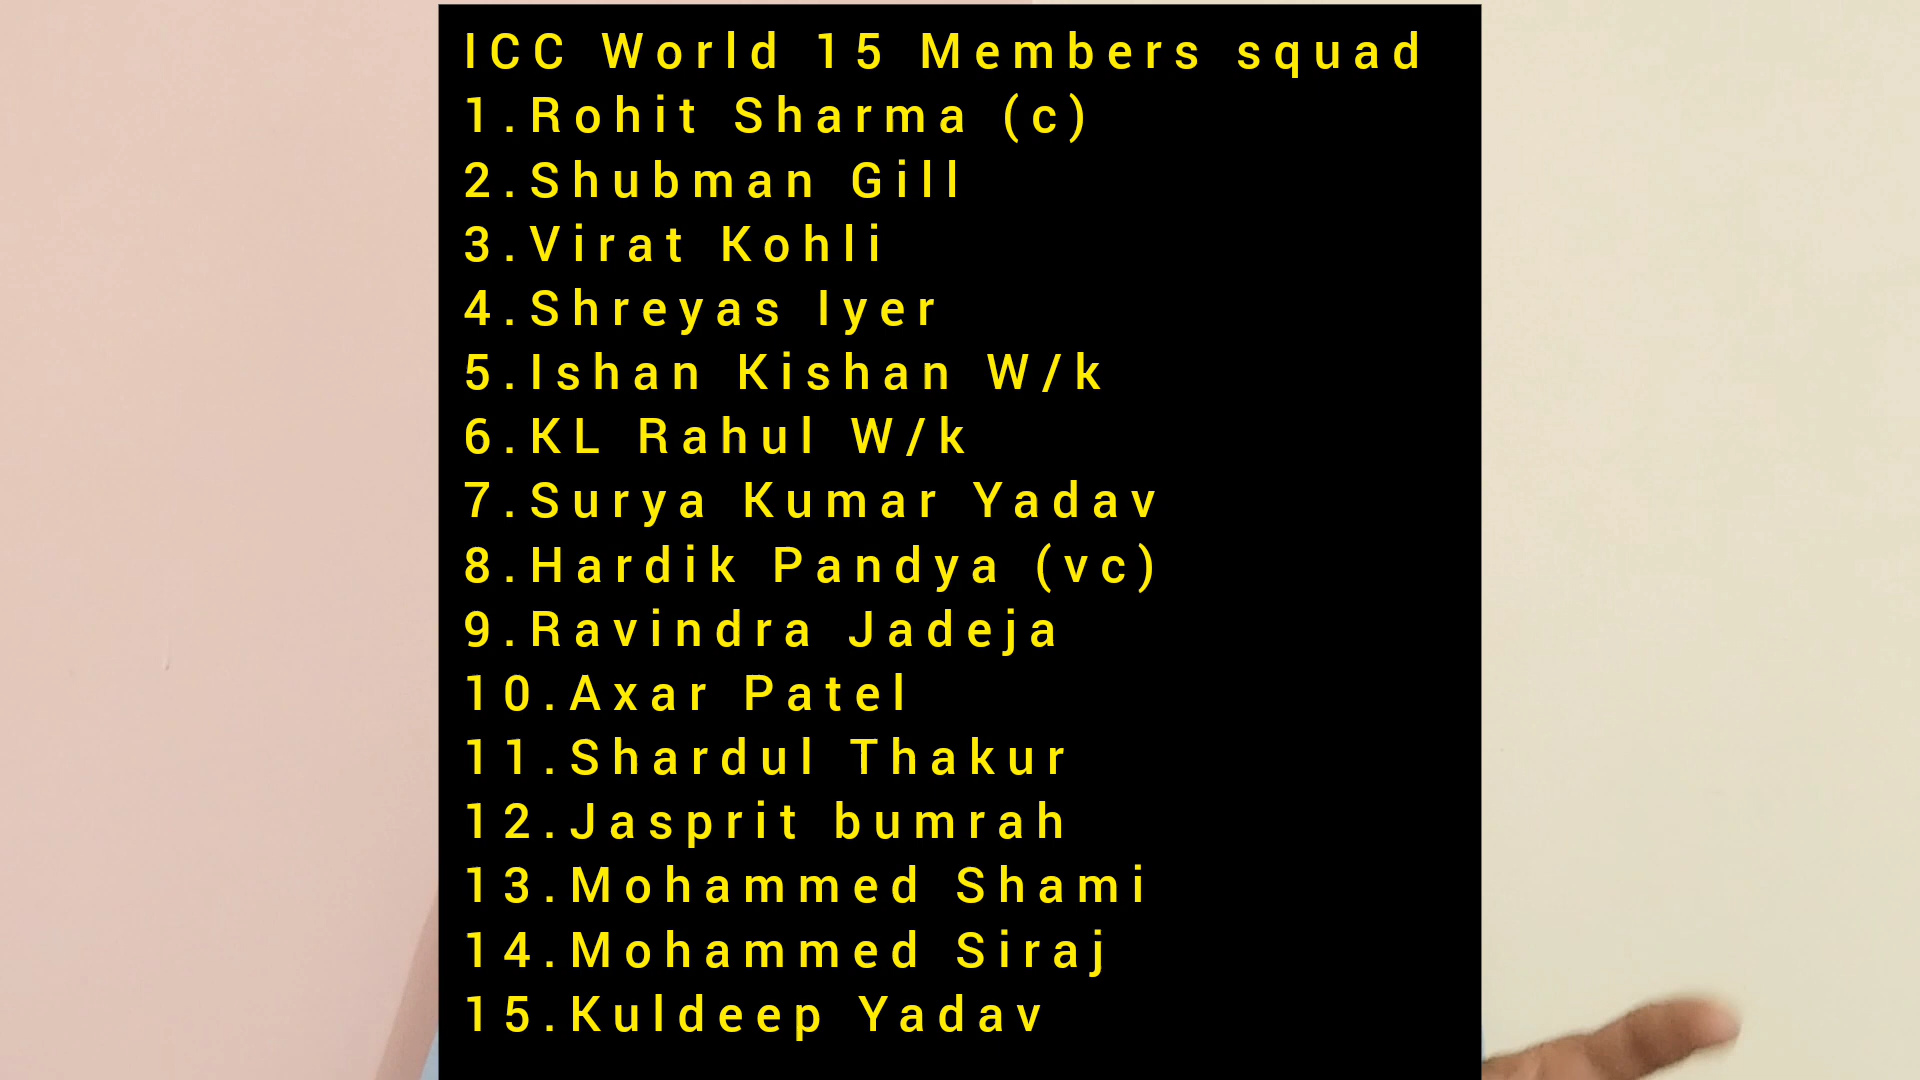 ICC World 15 Members squad
1.Rohit Sharma (c)
2.Shubman Gill
3.Virat Kohli
4.Shreyas Iyer
5.Ishan Kishan W/k
6.KL Rahul W/k
7.Surya Kumar Yadav
8.Hardik Pandya (vc)
9.Ravindra Jadeja
10.Axar Patel
11.Shardul Thakur
12.Jasprit bumrah
13.Mohammed Shami
14.Mohammed Siraj
15.Kuldeep Yadav